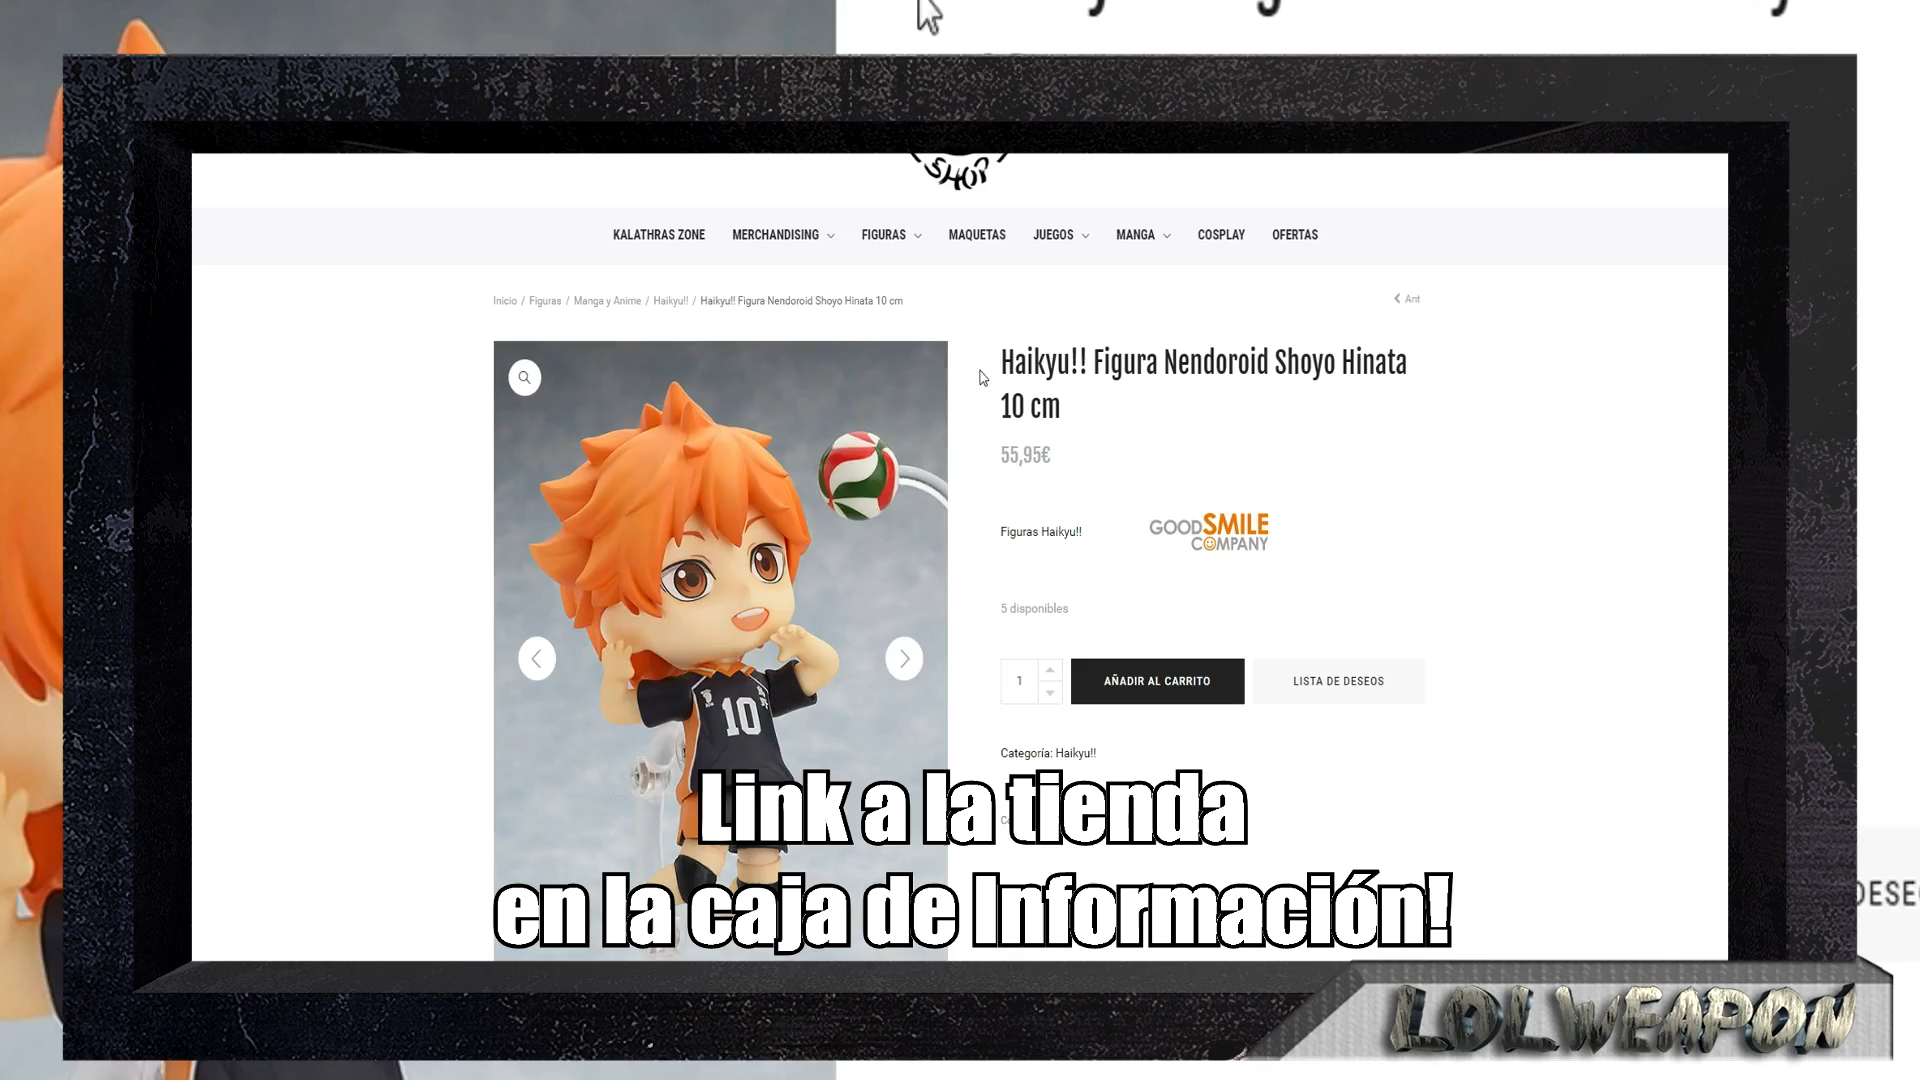 SHOP
KALATHRAS ZONE MERCHANDISING FIGURAS MAQUETAS JUEGOS MANGA COSPLAY OFERTAS
Inicio / Figuras / Manga y Anime / Haikyu!! / Haikyu!! Figura Nendoroid Shoyo Hinata 10 cm
Ant
Haikyu!! Figura Nendoroid Shoyo Hinata
10 cm
55,95€
Figuras Haikyu!!
GOODSMILE
COMPANY
5 disponibles
1
AÑADIR AL CARRITO
LISTA DE DESEOS
10
Categoría: Haikyu!!
Link a la tienda
en la caja de Información!
LOLWEAPON